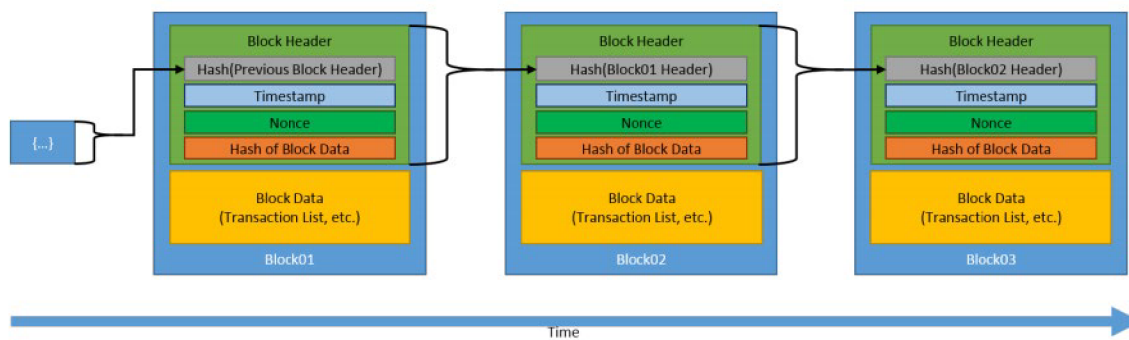 {...}
Block Header
Hash(Previous Block Header)
Timestamp
Nonce
Hash of Block Data
Block Data
(Transaction List, etc.)
Block01
Block Header
Hash(Block01 Header)
Timestamp
Nonce
Hash of Block Data
Block Data
(Transaction List, etc.)
Block02
Block Header
Hash(Block02 Header)
Timestamp
Nonce
Hash of Block Data
Block Data
(Transaction List, etc.)
Block03
Time